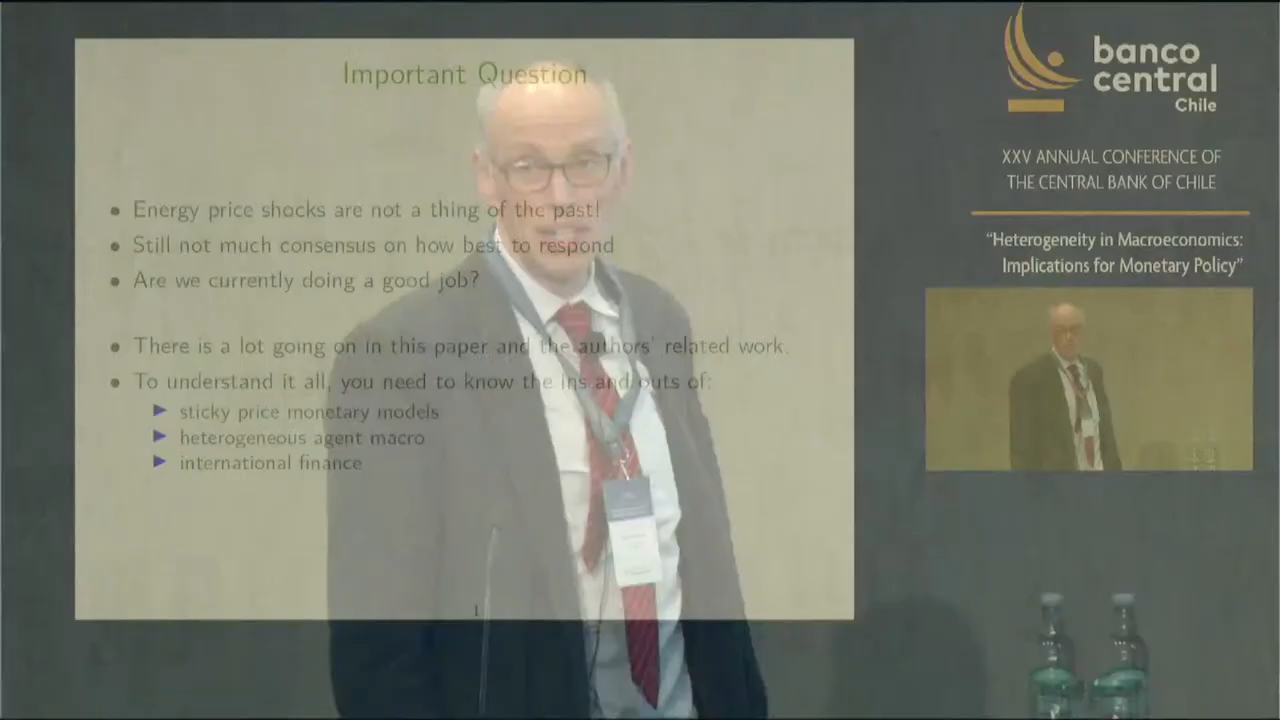 Important Question
• Energy price shocks are not a thing of the past!
• Still not much consensus on how best to respond
• Are we currently doing a good job?
• There is a lot going on in this paper and the authors' related work.
• To understand it all, you need to know the ins and outs of:
▶ sticky price monetary models
▶ heterogeneous agent macro
▶ international finance
1
banco
central
Chile
XXV ANNUAL CONFERENCE OF
THE CENTRAL BANK OF CHILE
“Heterogeneity in Macroeconomics:
Implications for Monetary Policy”